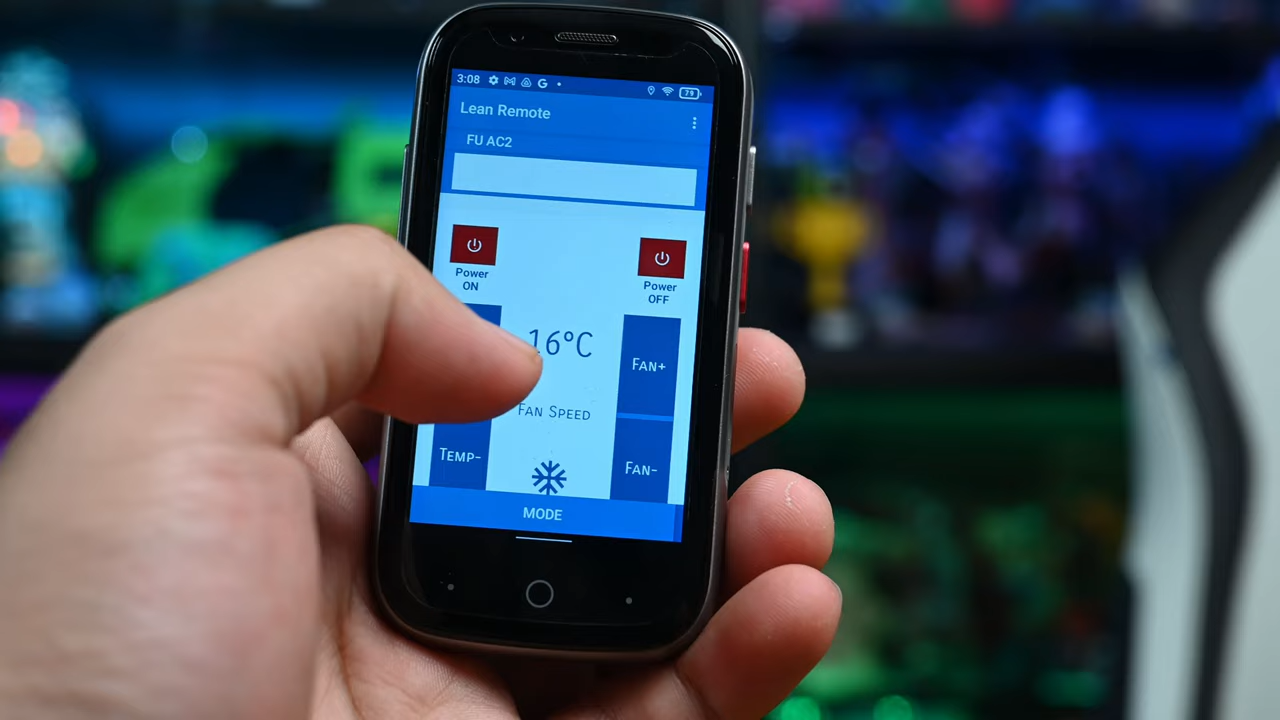 3:08 G 79
Lean Remote
FU AC2
Power
ON
Power
OFF
16°C
Fan+
Fan Speed
Temp-
Fan-
MODE